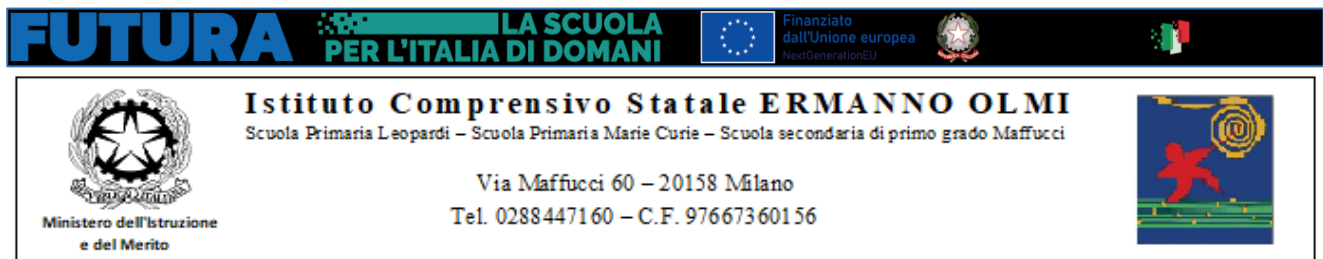 FUTURA
LA SCUOLA
PER L'ITALIA DI DOMANI
Finanziato
dall'Unione europea
NextGenerationEU
Istituto Comprensivo Statale ERMANNO OLMI
Scuola Primaria Leopardi – Scuola Primaria Marie Curie – Scuola secondaria di primo grado Maffucci
Via Maffucci 60 – 20158 Milano
Tel. 0288447160 – C.F. 97667360156
Ministero dell'Istruzione
e del Merito